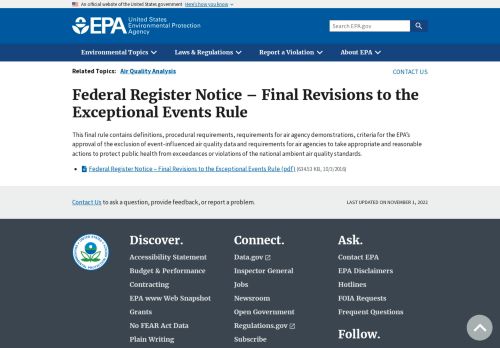 An official website of the United States government Here's how you know
EPA United States
Environmental Protection
Agency
Search EPA.gov
Environmental Topics Laws & Regulations Report a Violation About EPA
Related Topics: Air Quality Analysis
CONTACT US
Federal Register Notice – Final Revisions to the
Exceptional Events Rule
This final rule contains definitions, procedural requirements, requirements for air agency demonstrations, criteria for the EPA's
approval of the exclusion of event-influenced air quality data and requirements for air agencies to take appropriate and reasonable
actions to protect public health from exceedances or violations of the national ambient air quality standards.
Federal Register Notice – Final Revisions to the Exceptional Events Rule (pdf) (634.53 KB, 10/3/2016)
Contact Us to ask a question, provide feedback, or report a problem.
LAST UPDATED ON NOVEMBER 1, 2022
Discover.
Accessibility Statement
Budget & Performance
Contracting
EPA www Web Snapshot
Grants
No FEAR Act Data
Plain Writing
Connect.
Data.gov
Inspector General
Jobs
Newsroom
Open Government
Regulations.gov
Subscribe
Ask.
Contact EPA
EPA Disclaimers
Hotlines
FOIA Requests
Frequent Questions
Follow.